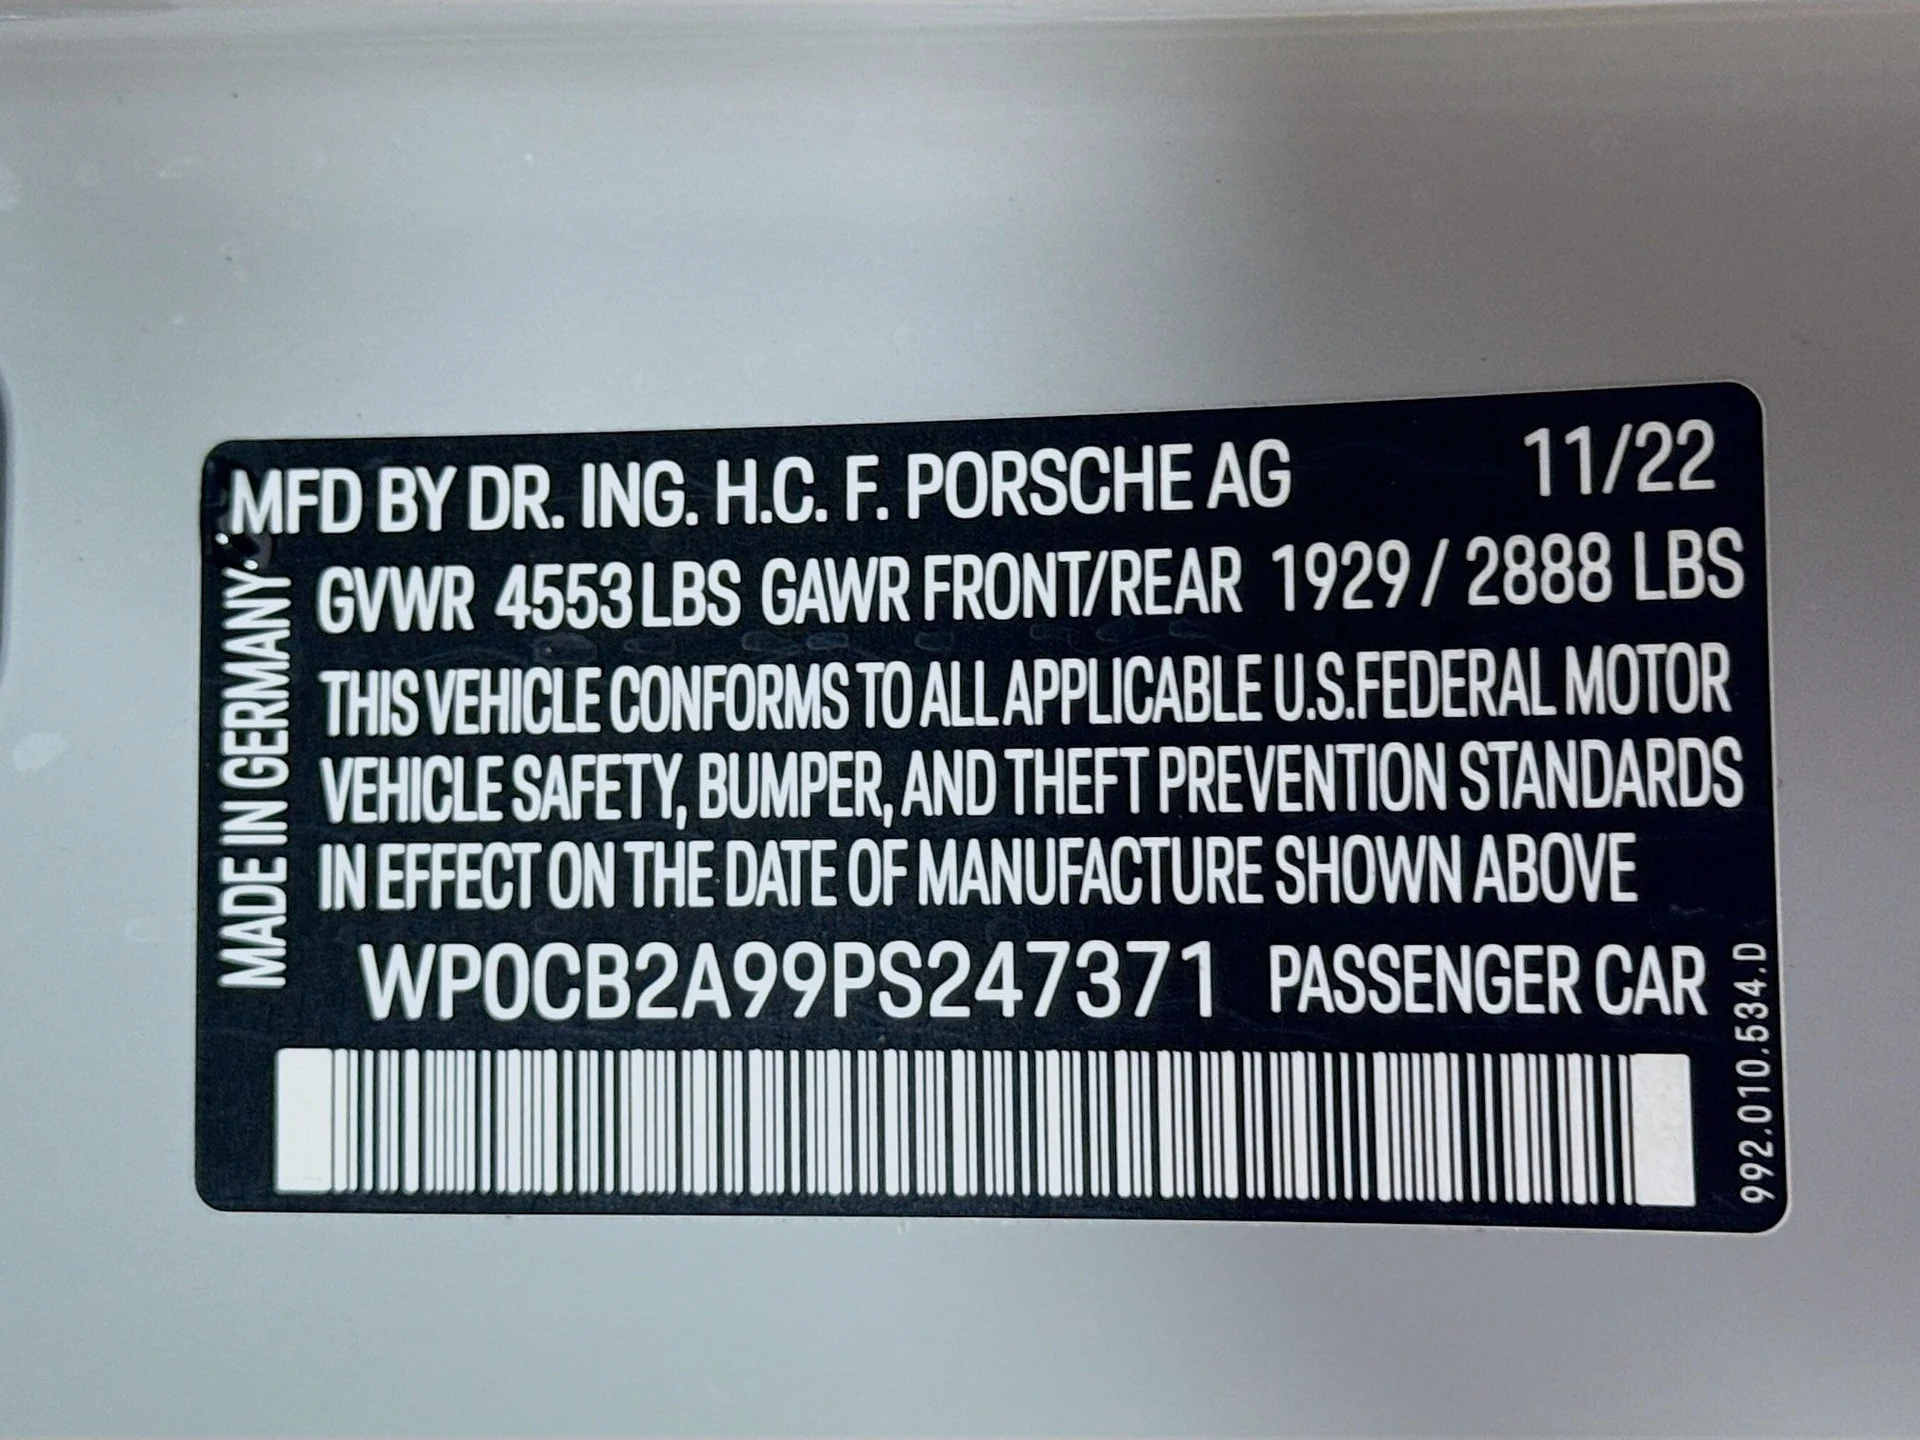 MFD BY DR. ING. H.C. F. PORSCHE AG 11/22
GVWR 4553 LBS GAWR FRONT/REAR 1929 / 2888 LBS
THIS VEHICLE CONFORMS TO ALL APPLICABLE U.S.FEDERAL MOTOR
VEHICLE SAFETY, BUMPER, AND THEFT PREVENTION STANDARDS
IN EFFECT ON THE DATE OF MANUFACTURE SHOWN ABOVE
WP0CB2A99PS247371 PASSENGER CAR
MADE IN GERMANY
992.010.534.D